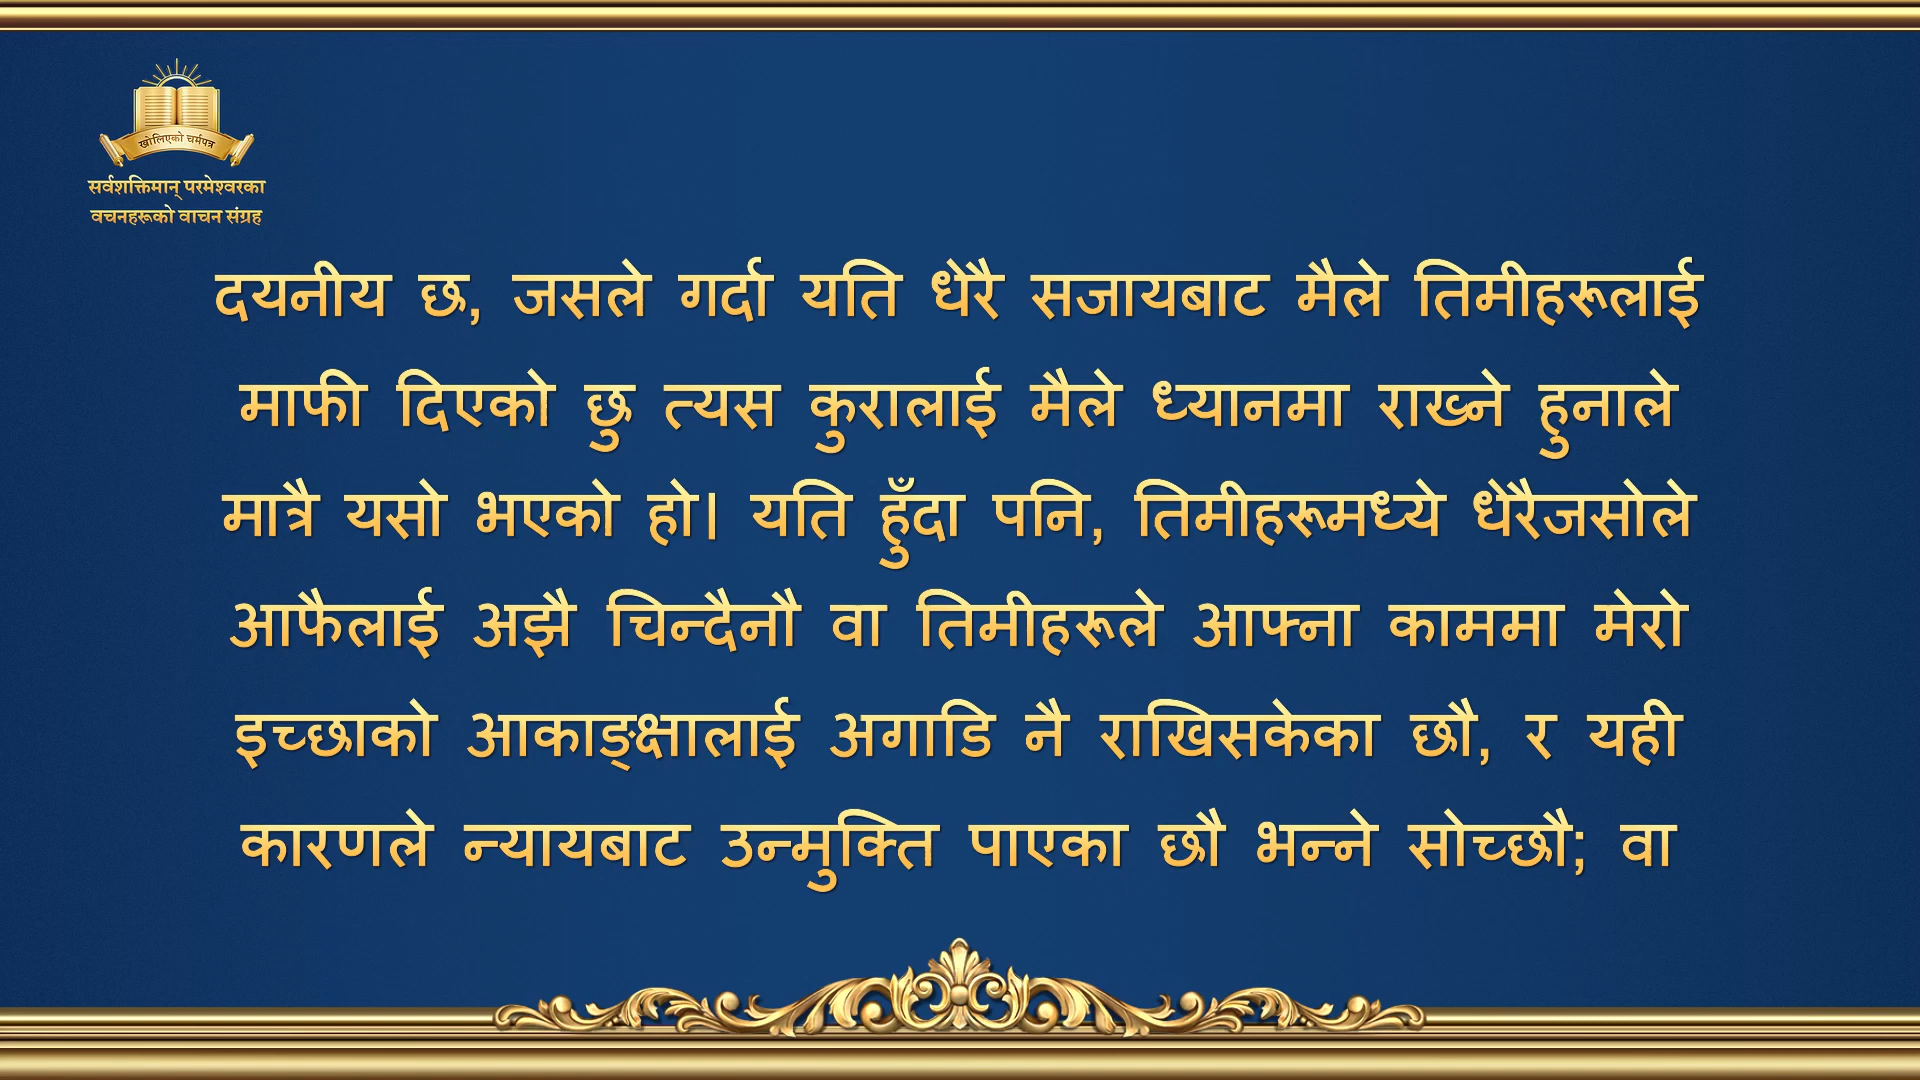 खोलिएको चर्मपत्र
सर्वशक्तिमान् परमेश्वरका
वचनहरूको वाचन संग्रह
दयनीय छ, जसले गर्दा यति धेरै सजायबाट मैले तिमीहरूलाई
माफी दिएको छु त्यस कुरालाई मैले ध्यानमा राख्ने हुनाले
मात्रै यसो भएको हो। यति हुँदा पनि, तिमीहरूमध्ये धेरैजसोले
आफैलाई अझै चिन्दैनौ वा तिमीहरूले आफ्ना काममा मेरो
इच्छाको आकाङ्क्षालाई अगाडि नै राखिसकेका छौ, र यही
कारणले न्यायबाट उन्मुक्ति पाएका छौ भन्ने सोच्छौ; वा